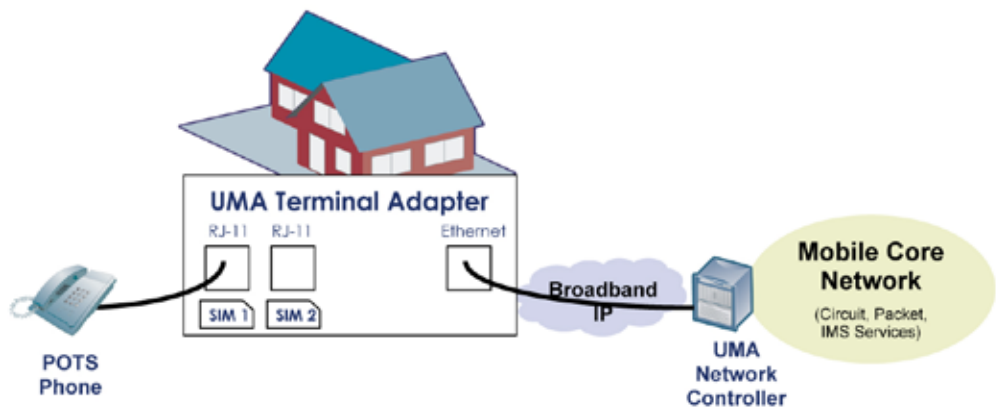 UMA Terminal Adapter
RJ-11
RJ-11
Ethernet
SIM 1
SIM 2
POTS
Phone
Broadband
IP
UMA
Network
Controller
Mobile Core
Network
(Circuit, Packet,
IMS Services)